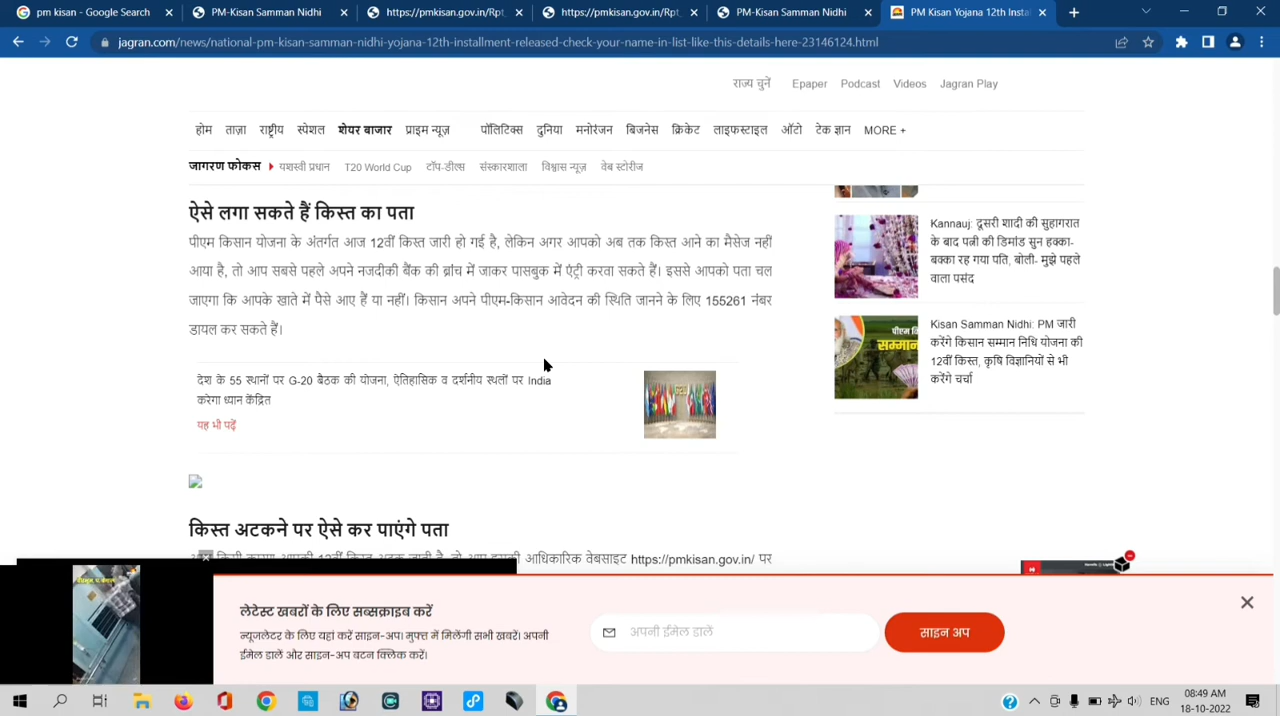 pm kisan samman nidhi
https://pmkisan.gov.in/Rpt
https://pmkisan.gov.in/Rpt
https://pmkisan.gov.in
PM Kisan 12th Insta
jagran.com/news/national-pm-kisan-samman-nidhi-yojana-12th-installment-released-check-your-name-in-list-like-this-details-here-23146124.html
राज्य चुनें Epaper Podcast Videos Jagran Play
होम ताज़ा राष्ट्रीय स्पेशल शेयर बाजार प्राइम न्यूज़ पॉलिटिक्स दुनिया मनोरंजन बिजनेस क्रिकेट लाइफस्टाइल ऑटो टेक ज्ञान MORE +
जागरण फोकस यशस्वी प्रधान T20 World Cup टॉप-डील्स संस्कारशाला विश्वास न्यूज़ वेब स्टोरीज
ऐसे लगा सकते हैं किस्त का पता
पीएम किसान योजना के अंतर्गत आज 12वीं किस्त जारी हो गई है, लेकिन अगर आपको अब तक किस्त आने का मैसेज नहीं
आया है, तो आप सबसे पहले अपने नजदीकी बैंक की ब्रांच में जाकर पासबुक में ऐंट्री करवा सकते हैं। इससे आपको पता चल
जाएगा कि आपके खाते में पैसे आए हैं या नहीं। किसान अपने पीएम-किसान आवेदन की स्थिति जानने के लिए 155261 नंबर
डायल कर सकते हैं।
देश के 55 स्थानों पर G-20 बैठक की योजना, ऐतिहासिक व दर्शनीय स्थलों पर India
करेगा ध्यान केंद्रित
यह भी पढ़ें
किस्त अटकने पर ऐसे कर पाएंगे पता
आधिकारिक वेबसाइट https://pmkisan.gov.in/ पर
Kannauj: दूसरी शादी की सुहागरात
के बाद पत्नी की डिमांड सुन हक्का-
बक्का रह गया पति, बोली- मुझे पहले
वाला पसंद
Kisan Samman Nidhi: PM जारी
करेंगे किसान सम्मान निधि योजना की
12वीं किस्त, कृषि विज्ञानियों से भी
करेंगे चर्चा
लेटेस्ट खबरों के लिए सब्सक्राइब करें
न्यूजलेटर के लिए यहां करें साइन-अप। मुफ्त में मिलेंगी सभी खबरें। अपनी
ईमेल डालें और साइन-अप बटन क्लिक करें।
अपनी ईमेल डालें
साइन अप
ENG
08:49 AM
18-10-2022